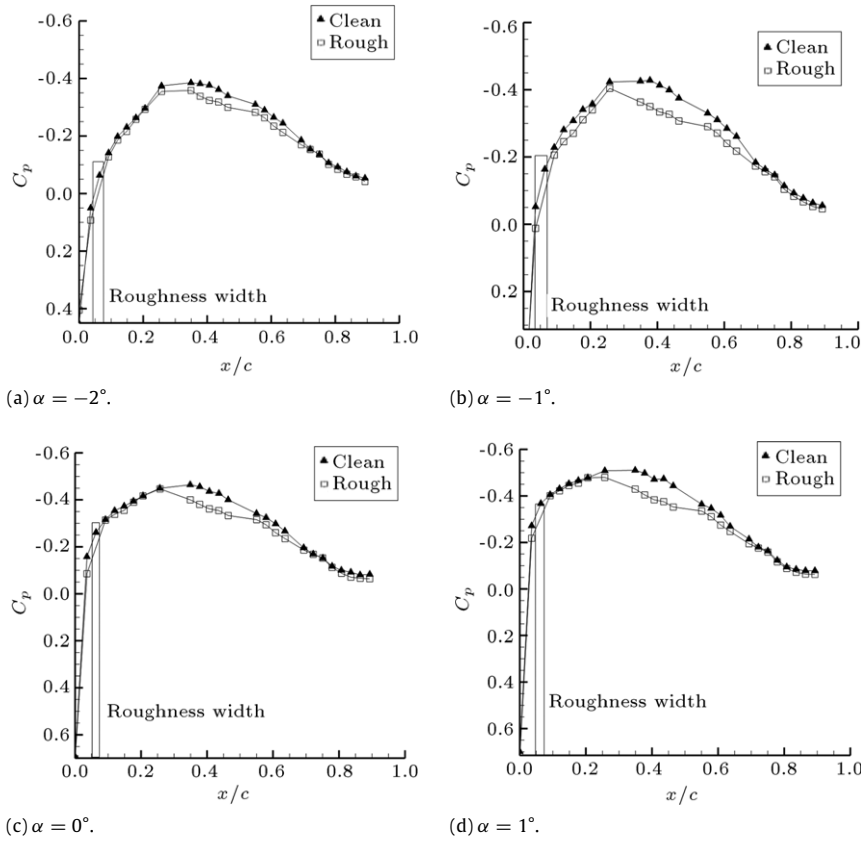 -0.6
-0.4
-0.2
0.0
0.2
0.4
C_p
Clean
Rough
Roughness width
0.0 0.2 0.4 0.6 0.8 1.0
x/c
(a) α = −2°.
-0.6
-0.4
-0.2
0.0
0.2
C_p
Clean
Rough
Roughness width
0.0 0.2 0.4 0.6 0.8 1.0
x/c
(b) α = −1°.
-0.6
-0.4
-0.2
0.0
0.2
0.4
0.6
C_p
Clean
Rough
Roughness width
0.0 0.2 0.4 0.6 0.8 1.0
x/c
(c) α = 0°.
-0.6
-0.4
-0.2
0.0
0.2
0.4
0.6
C_p
Clean
Rough
Roughness width
0.0 0.2 0.4 0.6 0.8 1.0
x/c
(d) α = 1°.